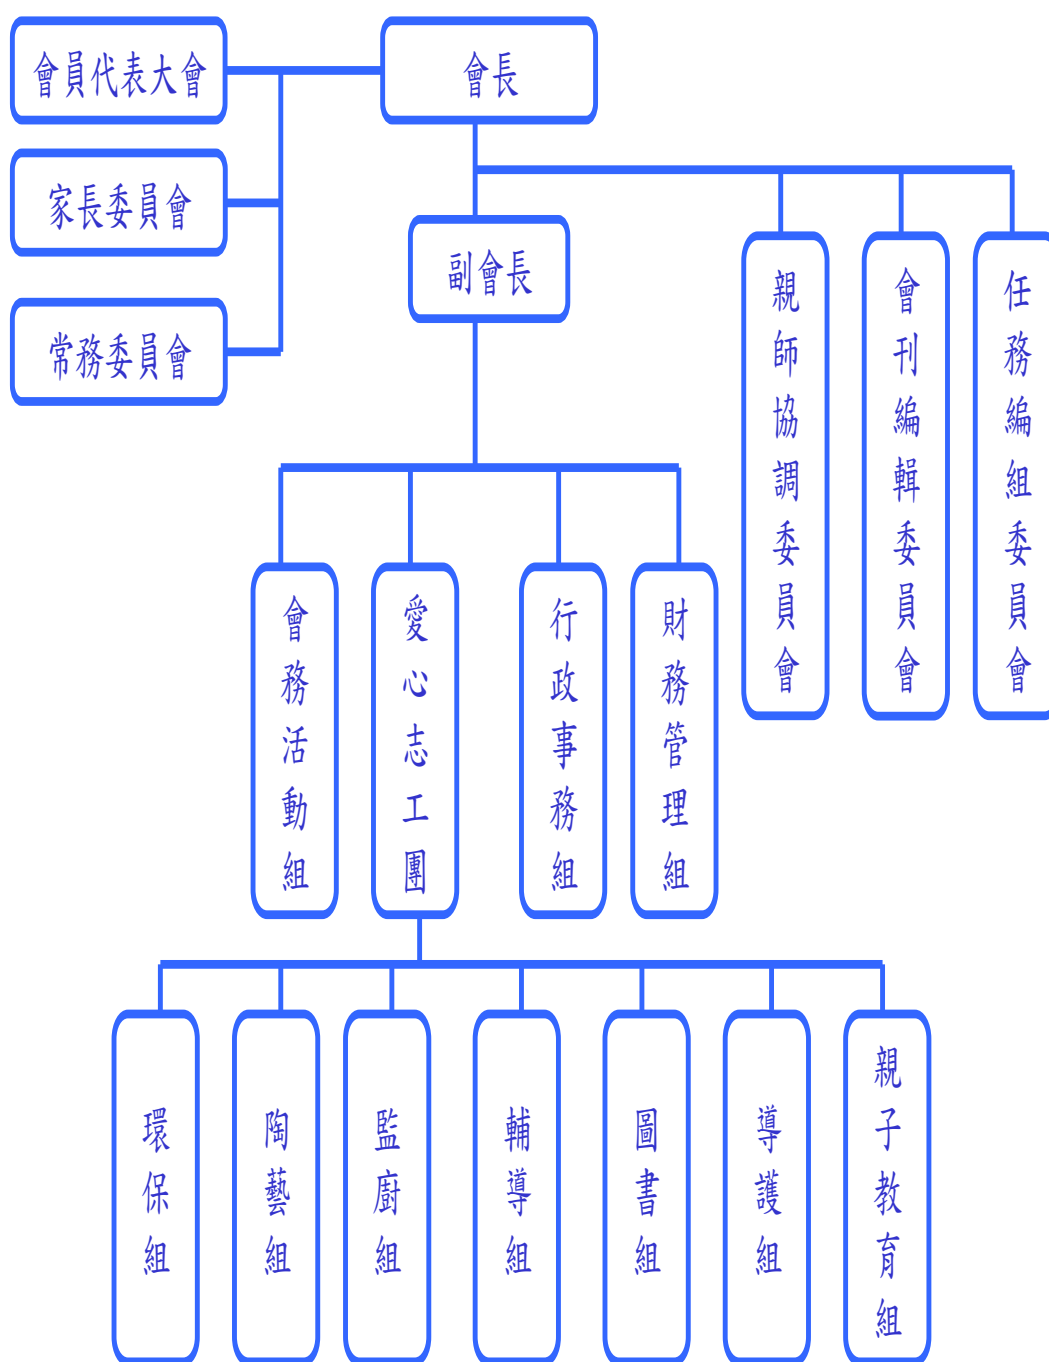 會員代表大會
會長
家長委員會
副會長
常務委員會
親師協調委員會
會刊編輯委員會
任務編組委員會
會務活動組
愛心志工團
行政事務組
財務管理組
環保組
陶藝組
監廚組
輔導組
圖書組
導護組
親子教育組